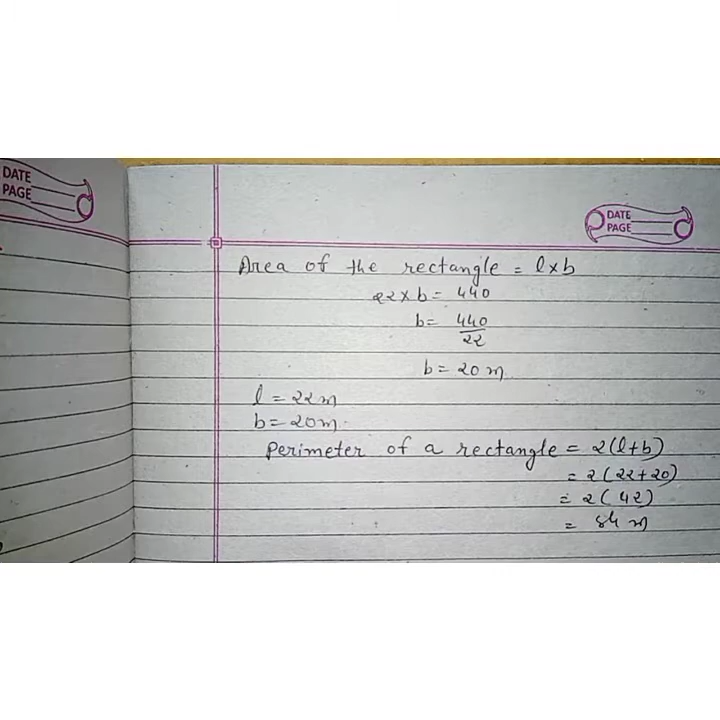 DATE
PAGE
DATE
PAGE
Area of the rectangle = l×b
22×b = 440
b = 440/22
b = 20 m
l = 22 m
b = 20 m.
Perimeter of a rectangle = 2(l+b)
= 2(22+20)
= 2(42)
= 84 m